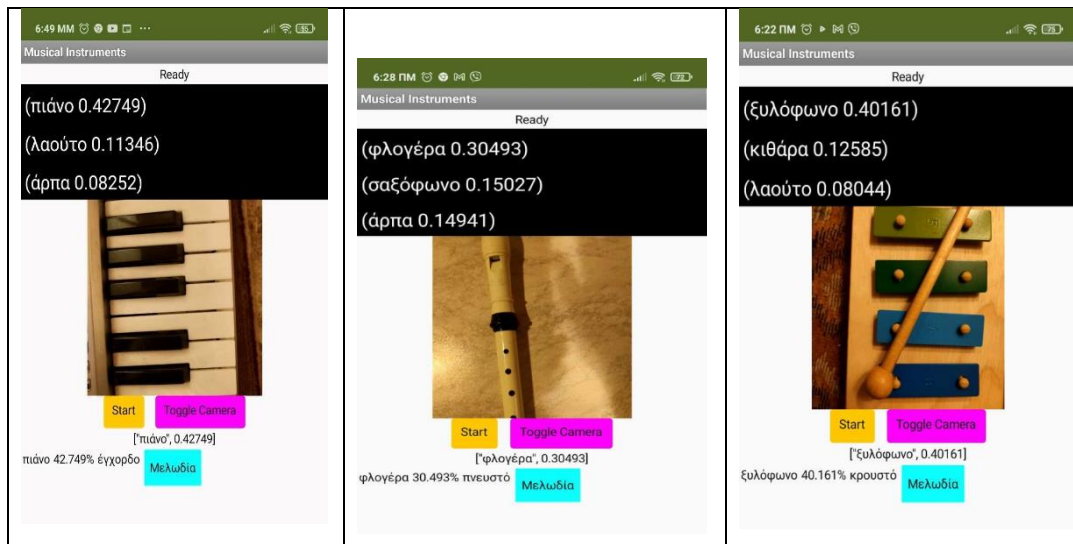 6:49 ΜΜ
55
Musical Instruments
Ready
(πιάνο 0.42749)
(λαούτο 0.11346)
(άρπα 0.08252)
Start
Toggle Camera
["πιάνο", 0.42749]
πιάνο 42.749% έγχορδο
Μελωδία
6:28 ΠΜ
72
Musical Instruments
Ready
(φλογέρα 0.30493)
(σαξόφωνο 0.15027)
(άρπα 0.14941)
Start
Toggle Camera
["φλογέρα", 0.30493]
φλογέρα 30.493% πνευστό
Μελωδία
6:22 ΠΜ
73
Musical Instruments
Ready
(ξυλόφωνο 0.40161)
(κιθάρα 0.12585)
(λαούτο 0.08044)
Start
Toggle Camera
["ξυλόφωνο", 0.40161]
ξυλόφωνο 40.161% κρουστό
Μελωδία